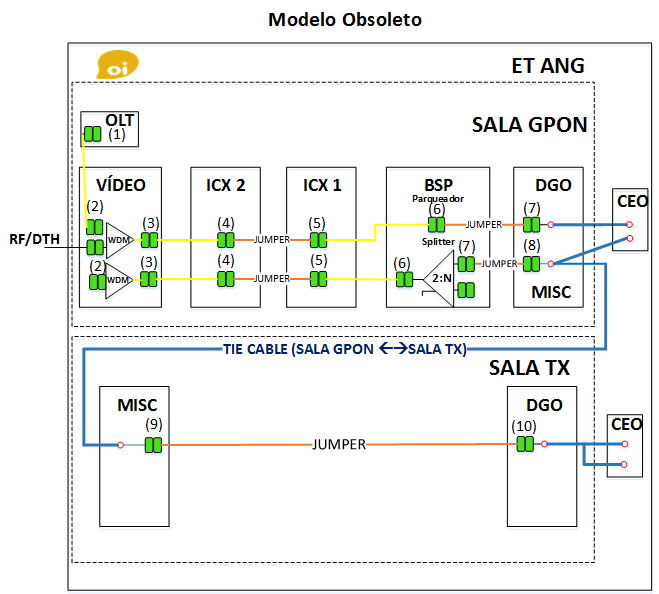 Modelo Obsoleto
oi
ET ANG
SALA GPON
OLT
(1)
VÍDEO
ICX 2
ICX 1
BSP
Parqueador
DGO
CEO
(2)
(3)
(4)
(5)
(6)
(7)
WDM
JUMPER
JUMPER
RF/DTH
Splitter
(7)
(8)
(2)
(3)
(4)
(5)
(6)
WDM
JUMPER
2:N
JUMPER
MISC
TIE CABLE (SALA GPON ←→SALA TX)
SALA TX
MISC
DGO
CEO
(9)
(10)
JUMPER